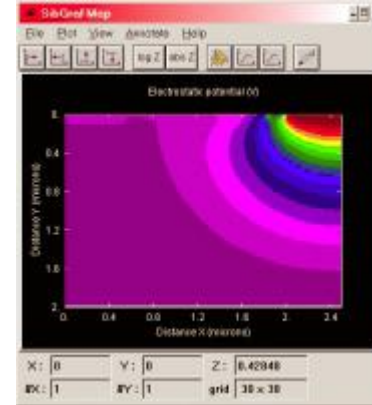 SibGraf Map
File Plot View Annotate Help
log Z abs Z
Electrostatic potential (V)
Distance Y (microns)
0.
0.4
0.8
1.2
1.6
2.
0. 0.4 0.8 1.2 1.6 2. 2.4
Distance X (microns)
X: 0 Y: 0 Z: 0.42848
#X: 1 #Y: 1 grid 30 x 30